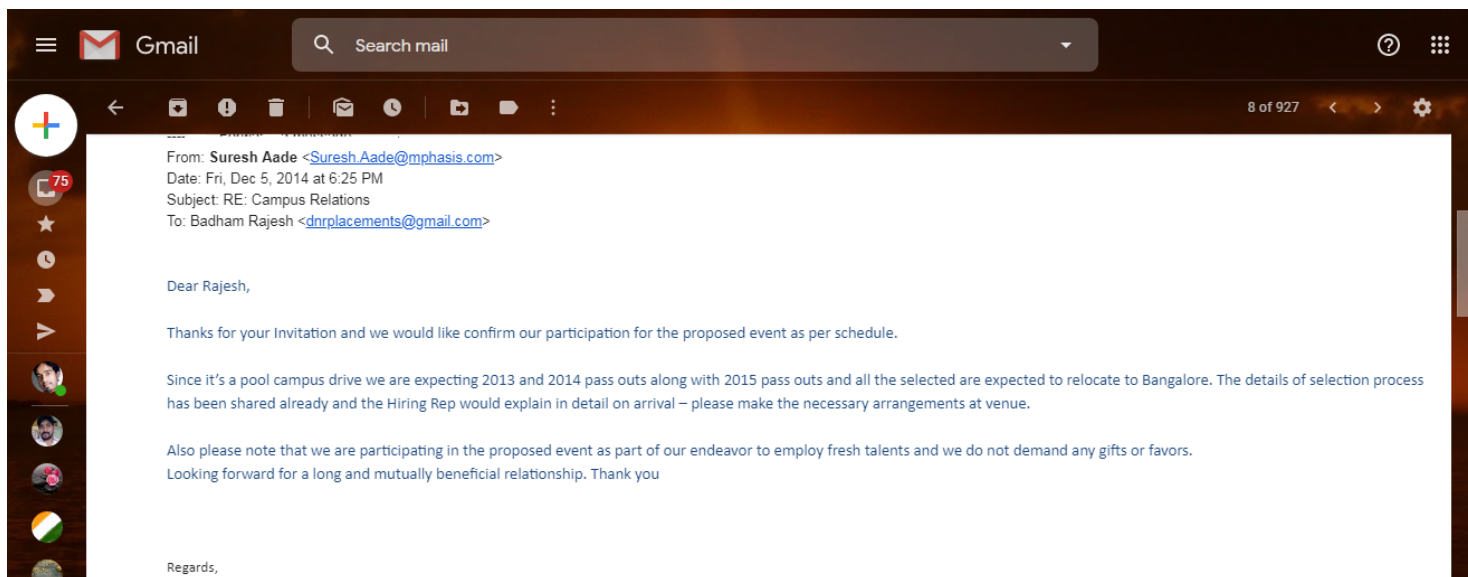 Gmail
Search mail
8 of 927
75
From: Suresh Aade <Suresh.Aade@mphasis.com>
Date: Fri, Dec 5, 2014 at 6:25 PM
Subject: RE: Campus Relations
To: Badham Rajesh <dnrplacements@gmail.com>
Dear Rajesh,
Thanks for your Invitation and we would like confirm our participation for the proposed event as per schedule.
Since it's a pool campus drive we are expecting 2013 and 2014 pass outs along with 2015 pass outs and all the selected are expected to relocate to Bangalore. The details of selection process
has been shared already and the Hiring Rep would explain in detail on arrival – please make the necessary arrangements at venue.
Also please note that we are participating in the proposed event as part of our endeavor to employ fresh talents and we do not demand any gifts or favors.
Looking forward for a long and mutually beneficial relationship. Thank you
Regards,